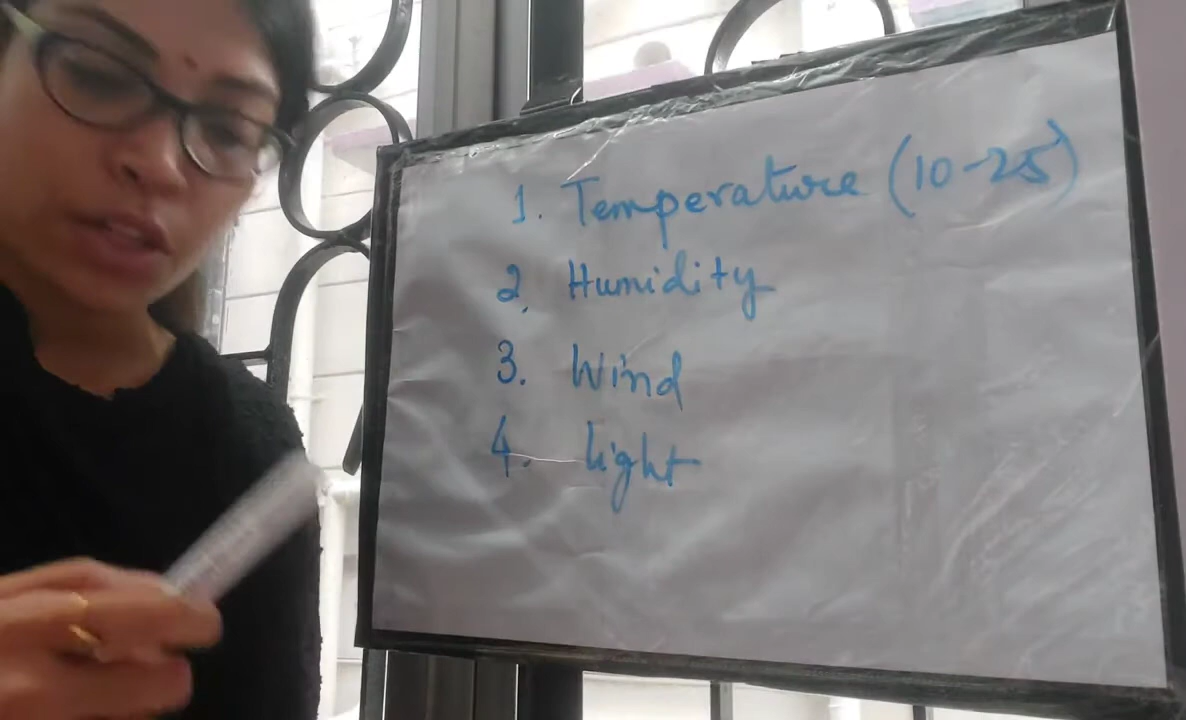 1. Temperature (10-25)
2. Humidity
3. Wind
4. Light